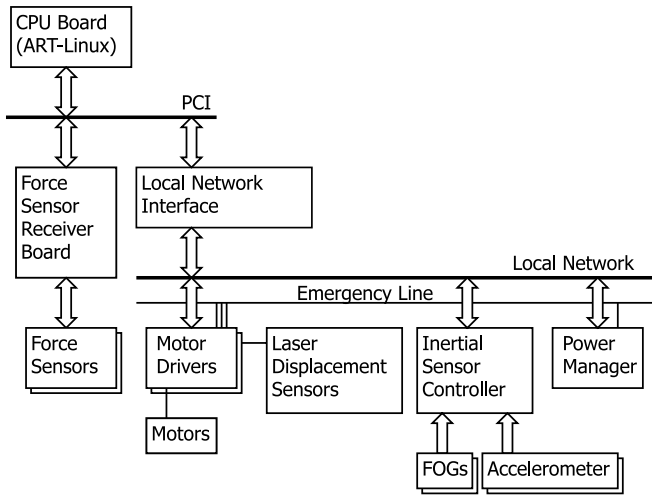 CPU Board
(ART-Linux)
PCI
Force
Sensor
Receiver
Board
Local Network
Interface
Local Network
Emergency Line
Force
Sensors
Motor
Drivers
Laser
Displacement
Sensors
Inertial
Sensor
Controller
Power
Manager
Motors
FOGs
Accelerometer